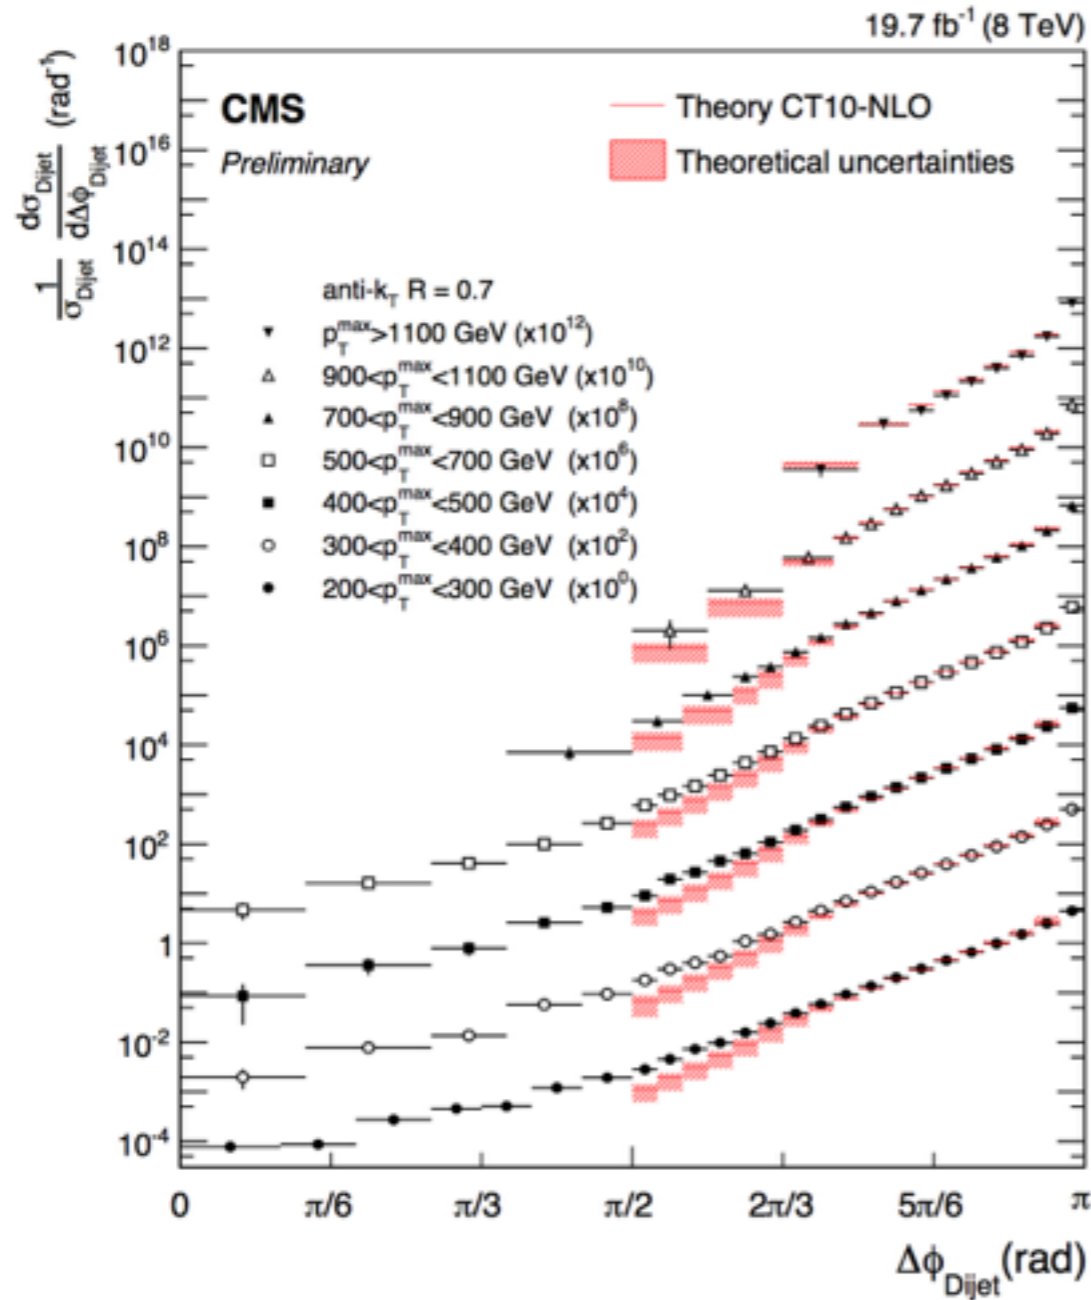 19.7 fb⁻¹ (8 TeV)
CMS
Preliminary
Theory CT10-NLO
Theoretical uncertainties
anti-k_T R = 0.7
p_T^max>1100 GeV (x10¹²)
900<p_T^max<1100 GeV (x10¹⁰)
700<p_T^max<900 GeV (x10⁸)
500<p_T^max<700 GeV (x10⁶)
400<p_T^max<500 GeV (x10⁴)
300<p_T^max<400 GeV (x10²)
200<p_T^max<300 GeV (x10⁰)
1/σ_Dijet dσ_Dijet/dΔϕ_Dijet (rad⁻¹)
10¹⁸
10¹⁶
10¹⁴
10¹²
10¹⁰
10⁸
10⁶
10⁴
10²
1
10⁻²
10⁻⁴
0 π/6 π/3 π/2 2π/3 5π/6 π
Δϕ_Dijet (rad)